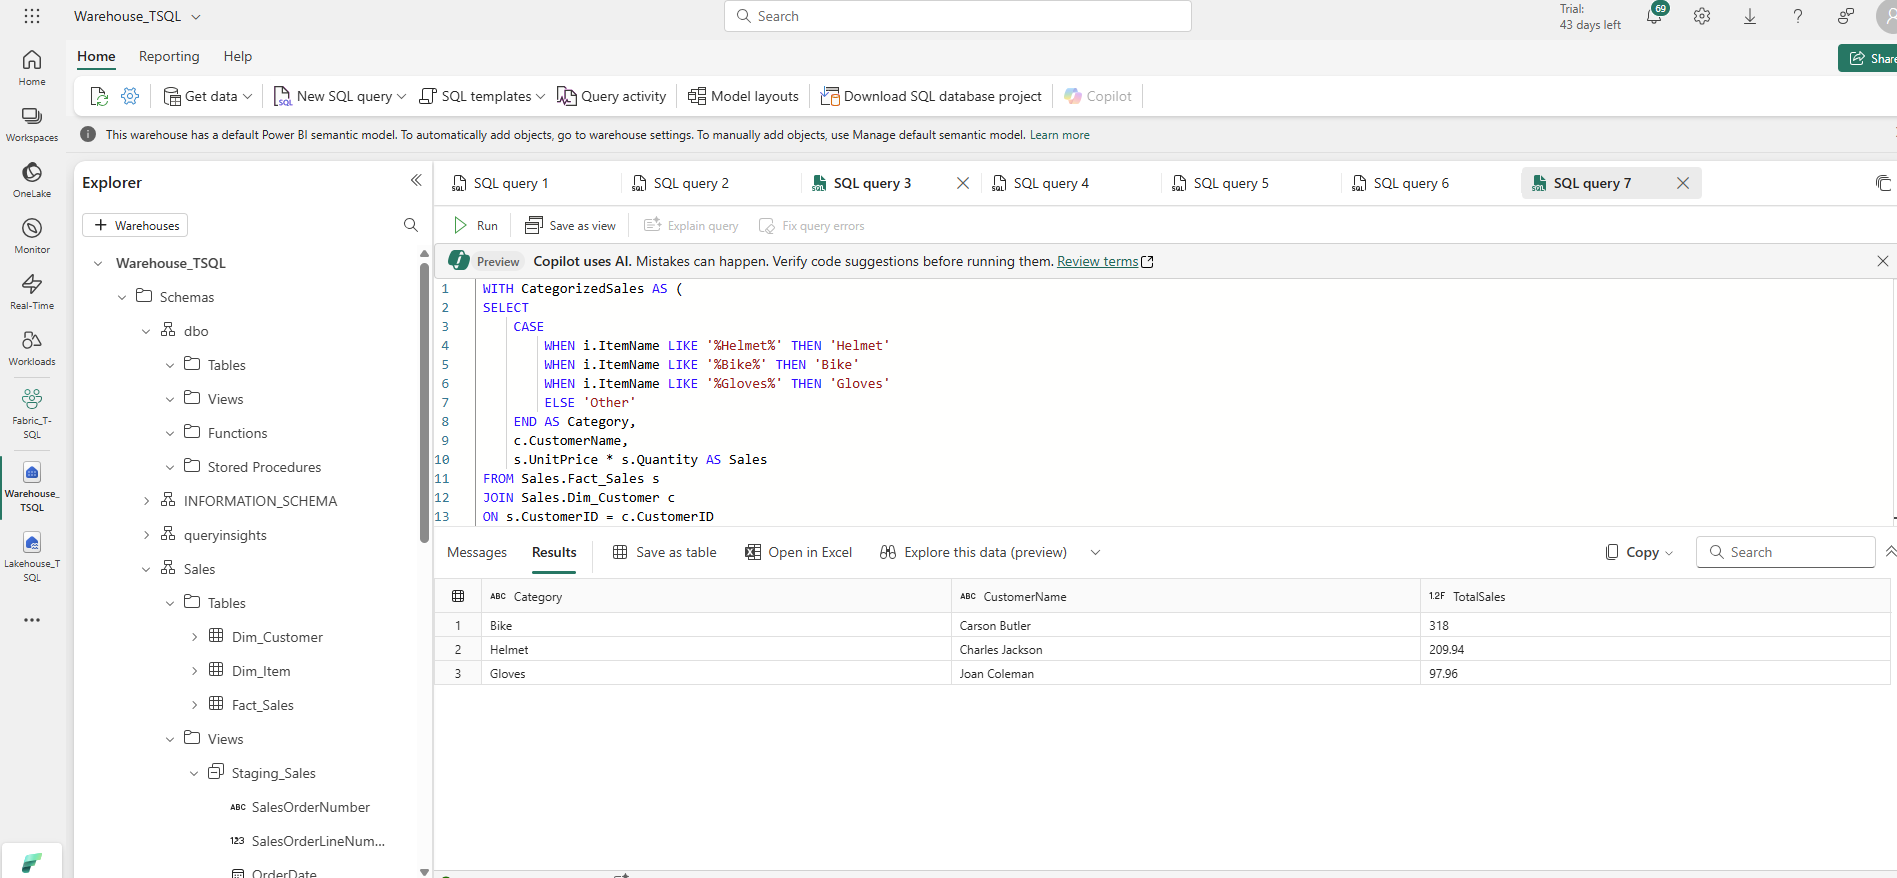 Warehouse_TSQL
Search
Trial:
43 days left
69
Home
Reporting
Help
Share
Get data
New SQL query
SQL templates
Query activity
Model layouts
Download SQL database project
Copilot
This warehouse has a default Power BI semantic model. To automatically add objects, go to warehouse settings. To manually add objects, use Manage default semantic model. Learn more
Home
Workspaces
OneLake
Monitor
Real-Time
Workloads
Fabric_T-
SQL
Warehouse_
TSQL
Lakehouse_T
SQL
Explorer
+ Warehouses
Warehouse_TSQL
Schemas
dbo
Tables
Views
Functions
Stored Procedures
INFORMATION_SCHEMA
queryinsights
Sales
Tables
Dim_Customer
Dim_Item
Fact_Sales
Views
Staging_Sales
ABC SalesOrderNumber
123 SalesOrderLineNum...
OrderDate
SQL query 1
SQL query 2
SQL query 3
SQL query 4
SQL query 5
SQL query 6
SQL query 7
Run
Save as view
Explain query
Fix query errors
Preview Copilot uses AI. Mistakes can happen. Verify code suggestions before running them. Review terms
1 WITH CategorizedSales AS (
2 SELECT
3 CASE
4 WHEN i.ItemName LIKE '%Helmet%' THEN 'Helmet'
5 WHEN i.ItemName LIKE '%Bike%' THEN 'Bike'
6 WHEN i.ItemName LIKE '%Gloves%' THEN 'Gloves'
7 ELSE 'Other'
8 END AS Category,
9 c.CustomerName,
10 s.UnitPrice * s.Quantity AS Sales
11 FROM Sales.Fact_Sales s
12 JOIN Sales.Dim_Customer c
13 ON s.CustomerID = c.CustomerID
Messages
Results
Save as table
Open in Excel
Explore this data (preview)
Copy
Search
ABC Category ABC CustomerName 1.2F TotalSales
1 Bike Carson Butler 318
2 Helmet Charles Jackson 209.94
3 Gloves Joan Coleman 97.96